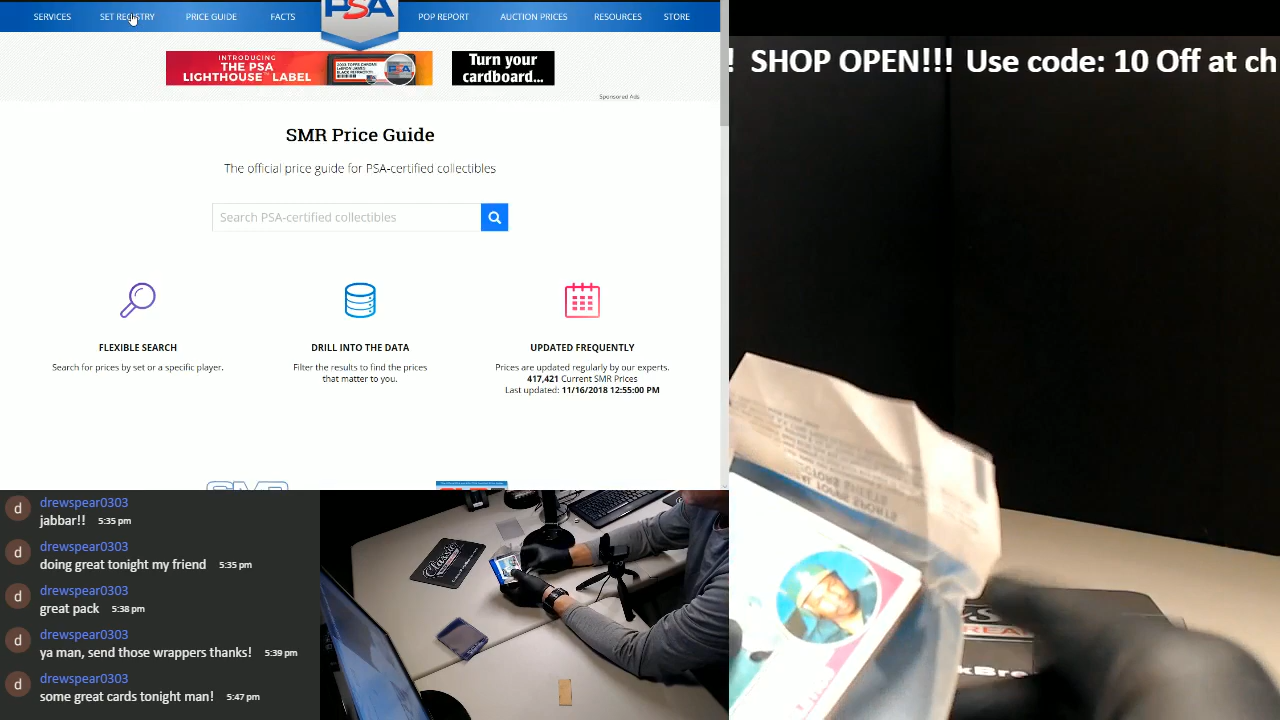 SERVICES SET REGISTRY PRICE GUIDE FACTS PSA POP REPORT AUCTION PRICES RESOURCES STORE
! SHOP OPEN!!! Use code: 10 Off at ch
INTRODUCING
THE PSA
LIGHTHOUSE™ LABEL
Turn your
cardboard...
Sponsored Ads
SMR Price Guide
The official price guide for PSA-certified collectibles
Search PSA-certified collectibles
FLEXIBLE SEARCH
Search for prices by set or a specific player.
DRILL INTO THE DATA
Filter the results to find the prices
that matter to you.
UPDATED FREQUENTLY
Prices are updated regularly by our experts.
417,421 Current SMR Prices
Last updated: 11/16/2018 12:55:00 PM
d drewspear0303
jabbar!! 5:35 pm
d drewspear0303
doing great tonight my friend 5:35 pm
d drewspear0303
great pack 5:38 pm
d drewspear0303
ya man, send those wrappers thanks! 5:39 pm
d drewspear0303
some great cards tonight man! 5:47 pm
Classic